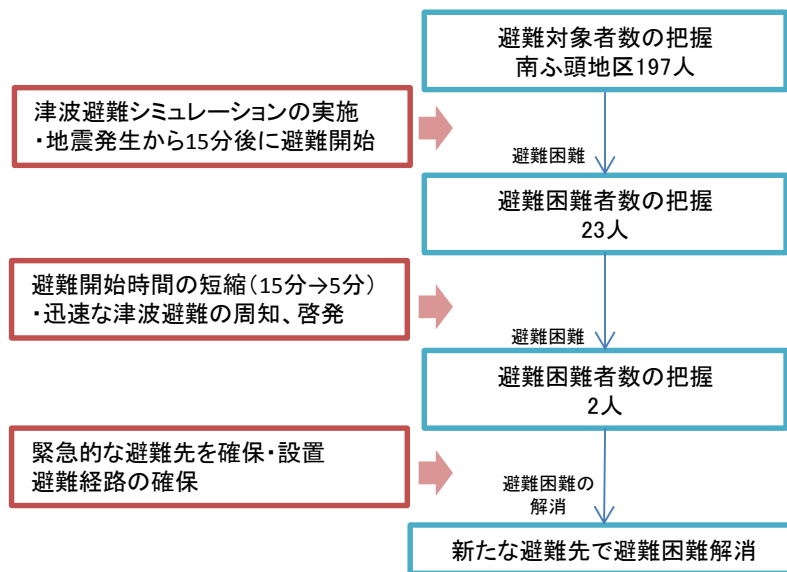 避難対象者数の把握
南ふ頭地区197人
津波避難シミュレーションの実施
・地震発生から15分後に避難開始
避難困難
避難困難者数の把握
23人
避難開始時間の短縮(15分→5分)
・迅速な津波避難の周知、啓発
避難困難
避難困難者数の把握
2人
緊急的な避難先を確保・設置
避難経路の確保
避難困難の
解消
新たな避難先で避難困難解消